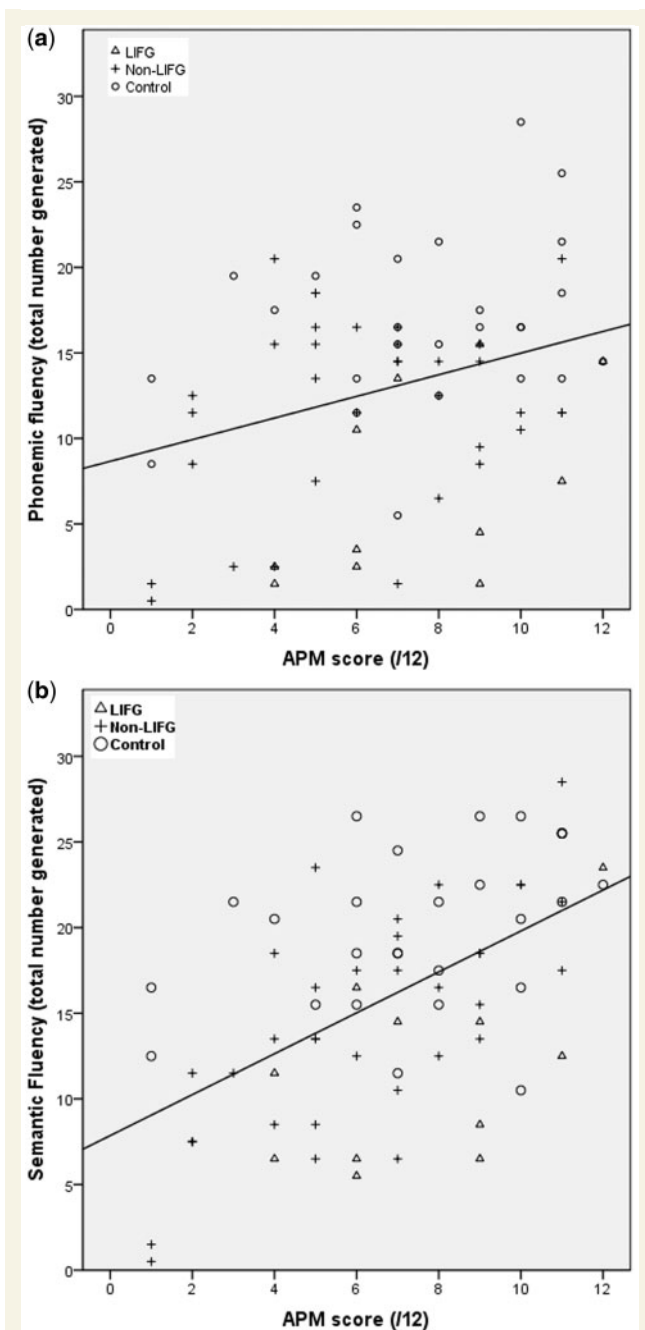 (a)
△ LIFG
+ Non-LIFG
○ Control
Phonemic fluency (total number generated)
30
25
20
15
10
5
0
0 2 4 6 8 10 12
APM score (/12)
(b)
△ LIFG
+ Non-LIFG
○ Control
Semantic Fluency (total number generated)
30
25
20
15
10
5
0
0 2 4 6 8 10 12
APM score (/12)